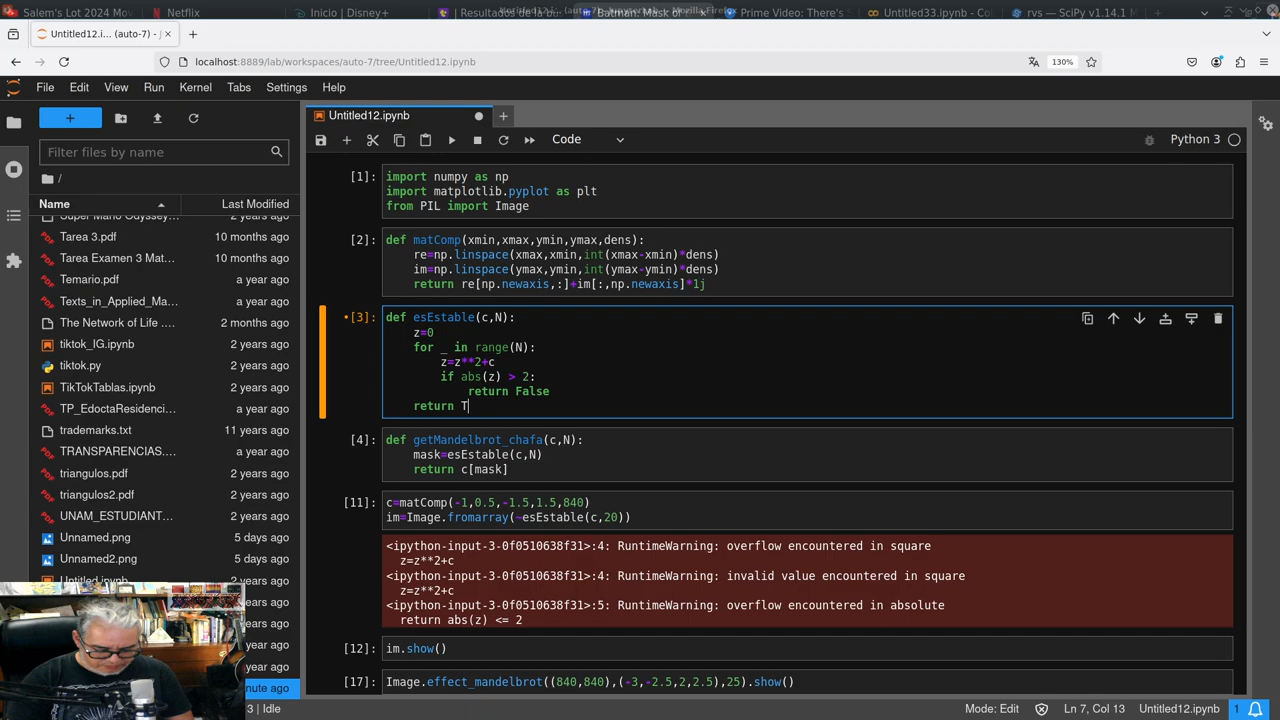 Salem's Lot 2024 Mov
Netflix
Inicio | Disney+
Resultados de la
Batman: Mask of
Prime Video: There's
Untitled33.ipynb - Co
rvs — SciPy v1.14.1 M
Untitled12.i… (auto-7) - J
localhost:8889/lab/workspaces/auto-7/tree/Untitled12.ipynb
130%
File Edit View Run Kernel Tabs Settings Help
Untitled12.ipynb
Code
Python 3
Filter files by name
/
Name Last Modified
Super Mario Odyssey… 2 years ago
Tarea 3.pdf 10 months ago
Tarea Examen 3 Mat… 10 months ago
Temario.pdf a year ago
Texts_in_Applied_Ma… a year ago
The Network of Life …. 2 months ago
tiktok_IG.ipynb 2 years ago
tiktok.py 2 years ago
TikTokTablas.ipynb 2 years ago
TP_EdoctaResidenci… 2 years ago
trademarks.txt 11 years ago
TRANSPARENCIAS.… 2 years ago
triangulos.pdf 2 years ago
triangulos2.pdf 2 years ago
UNAM_ESTUDIANT… 2 years ago
Unnamed.png 5 days ago
Unnamed2.png 5 days ago
Untitled.ipynb 2 years ago
years ago
years ago
year ago
year ago
nute ago
[1]:
import numpy as np
import matplotlib.pyplot as plt
from PIL import Image
[2]:
def matComp(xmin,xmax,ymin,ymax,dens):
re=np.linspace(xmax,xmin,int(xmax-xmin)*dens)
im=np.linspace(ymax,ymin,int(ymax-ymin)*dens)
return re[np.newaxis,:]+im[:,np.newaxis]*1j
•[3]:
def esEstable(c,N):
z=0
for _ in range(N):
z=z**2+c
if abs(z) > 2:
return False
return T
[4]:
def getMandelbrot_chafa(c,N):
mask=esEstable(c,N)
return c[mask]
[11]:
c=matComp(-1,0.5,-1.5,1.5,840)
im=Image.fromarray(~esEstable(c,20))
<ipython-input-3-0f0510638f31>:4: RuntimeWarning: overflow encountered in square
z=z**2+c
<ipython-input-3-0f0510638f31>:4: RuntimeWarning: invalid value encountered in square
z=z**2+c
<ipython-input-3-0f0510638f31>:5: RuntimeWarning: overflow encountered in absolute
return abs(z) <= 2
[12]:
im.show()
[17]:
Image.effect_mandelbrot((840,840),(-3,-2.5,2,2.5),25).show()
3 | Idle
Mode: Edit
Ln 7, Col 13
Untitled12.ipynb
1